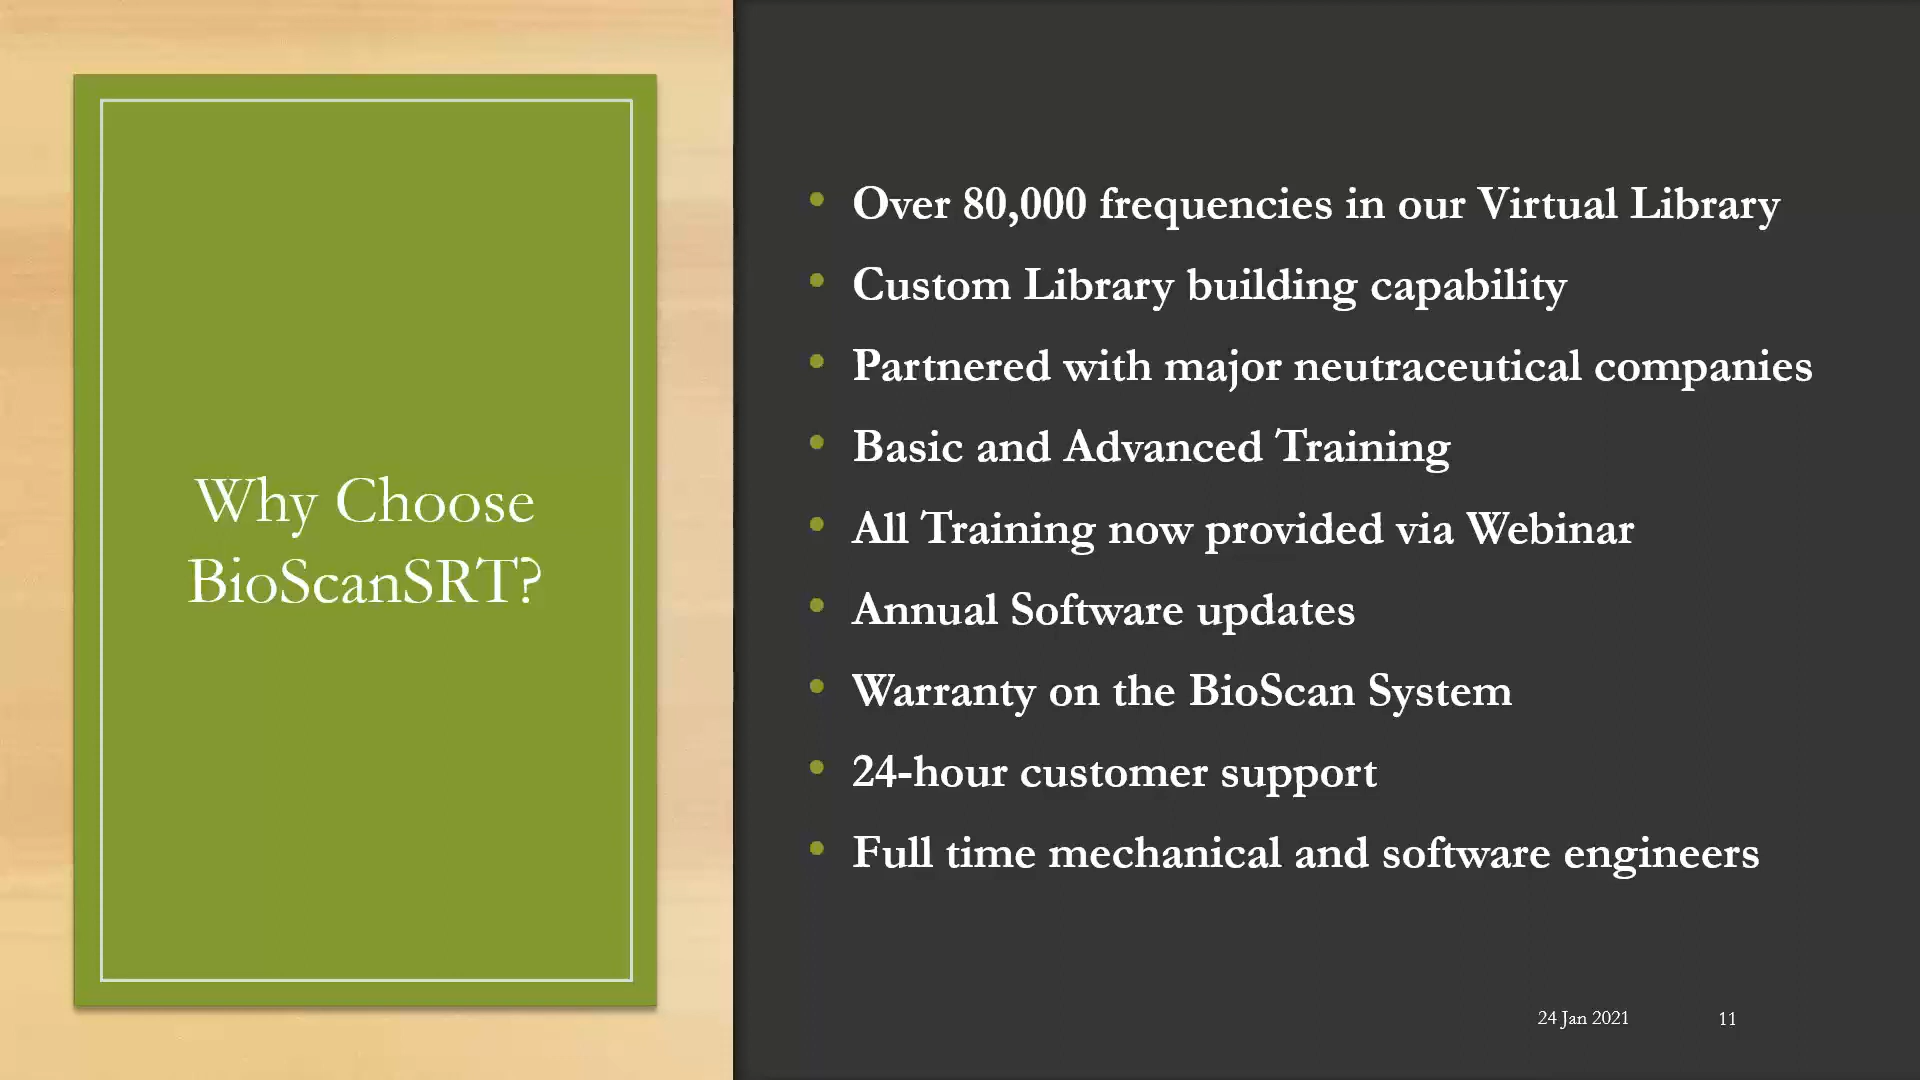 Why Choose
BioScanSRT?
Over 80,000 frequencies in our Virtual Library
Custom Library building capability
Partnered with major neutraceutical companies
Basic and Advanced Training
All Training now provided via Webinar
Annual Software updates
Warranty on the BioScan System
24-hour customer support
Full time mechanical and software engineers
24 Jan 2021
11